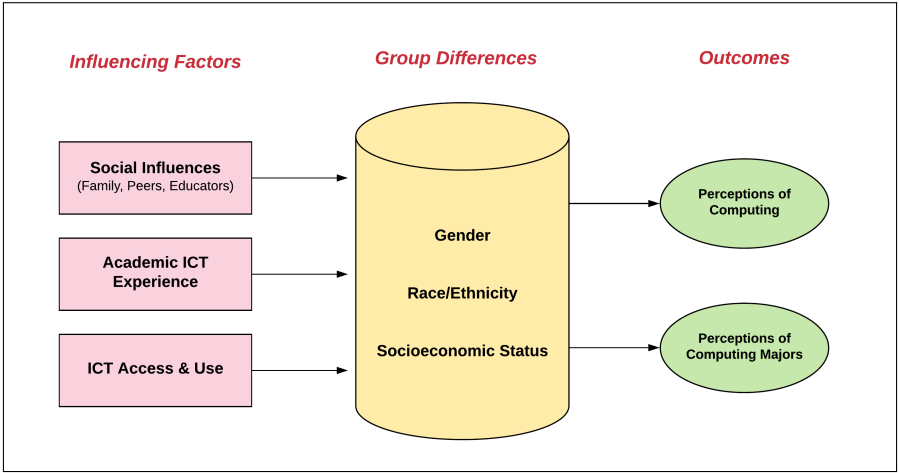 Influencing Factors
Group Differences
Outcomes
Social Influences
(Family, Peers, Educators)
Academic ICT
Experience
ICT Access & Use
Gender
Race/Ethnicity
Socioeconomic Status
Perceptions of
Computing
Perceptions of
Computing Majors